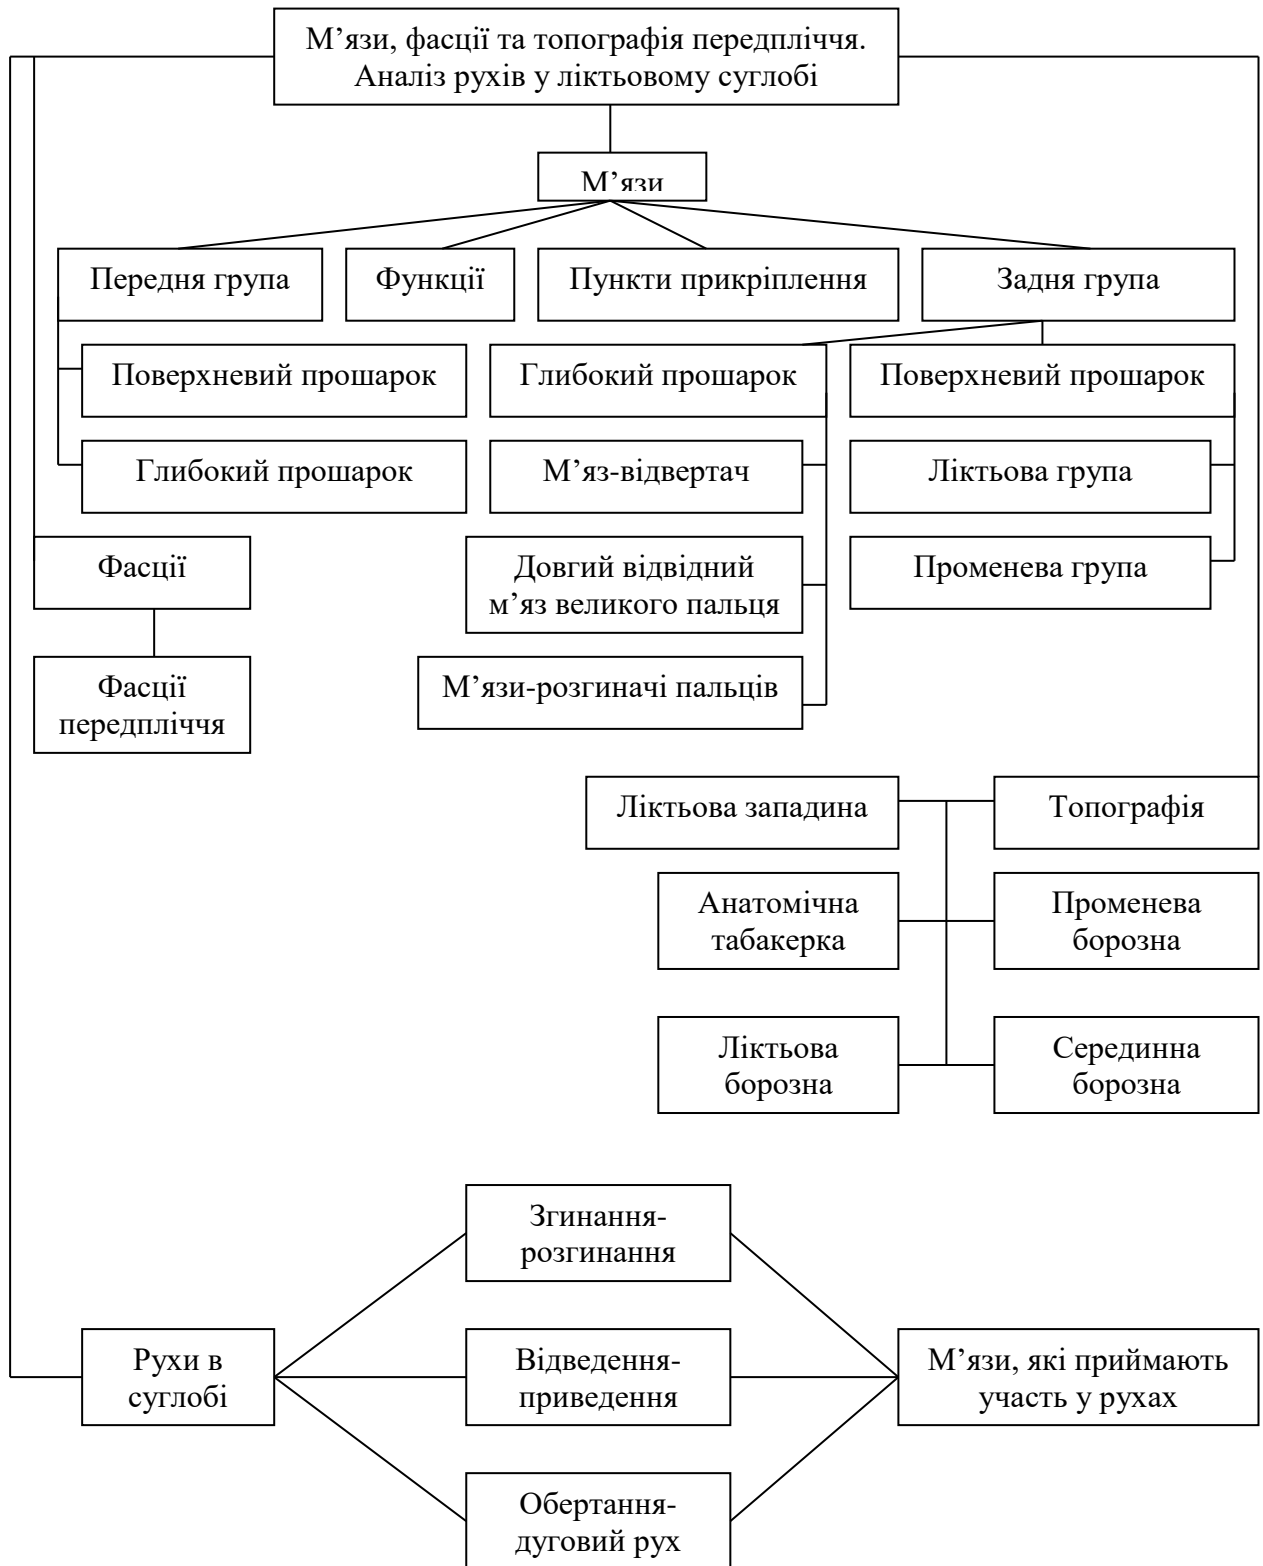 М’язи, фасції та топографія передпліччя.
Аналіз рухів у ліктьовому суглобі
М’язи
Передня група
Функції
Пункти прикріплення
Задня група
Поверхневий прошарок
Глибокий прошарок
Поверхневий прошарок
Глибокий прошарок
М’яз-відвертач
Ліктьова група
Фасції
Довгий відвідний
м’яз великого пальця
Променева група
Фасції
передпліччя
М’язи-розгиначі пальців
Ліктьова западина
Топографія
Анатомічна
табакерка
Променева
борозна
Ліктьова
борозна
Серединна
борозна
Згинання-
розгинання
Рухи в
суглобі
Відведення-
приведення
М’язи, які приймають
участь у рухах
Обертання-
дуговий рух